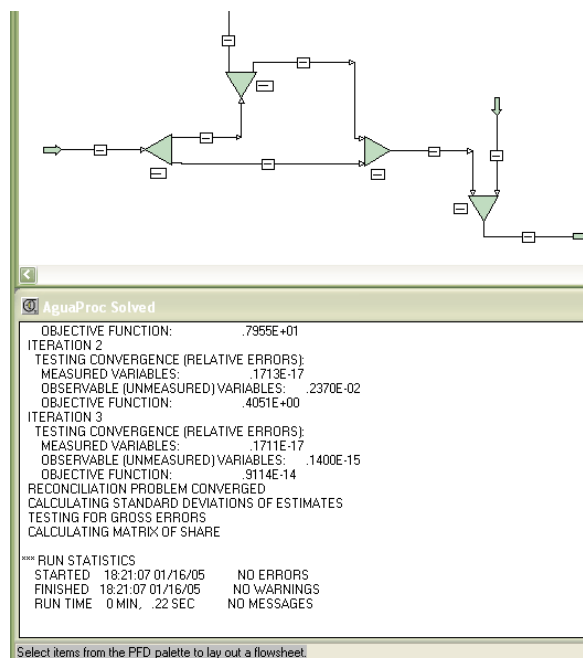 AguaProc Solved
OBJECTIVE FUNCTION: .7955E+01
ITERATION 2
TESTING CONVERGENCE (RELATIVE ERRORS):
MEASURED VARIABLES: .1713E-17
OBSERVABLE (UNMEASURED) VARIABLES: .2370E-02
OBJECTIVE FUNCTION: .4051E+00
ITERATION 3
TESTING CONVERGENCE (RELATIVE ERRORS):
MEASURED VARIABLES: .1711E-17
OBSERVABLE (UNMEASURED) VARIABLES: .1400E-15
OBJECTIVE FUNCTION: .9114E-14
RECONCILIATION PROBLEM CONVERGED
CALCULATING STANDARD DEVIATIONS OF ESTIMATES
TESTING FOR GROSS ERRORS
CALCULATING MATRIX OF SHARE
*** RUN STATISTICS
STARTED 18:21:07 01/16/05 NO ERRORS
FINISHED 18:21:07 01/16/05 NO WARNINGS
RUN TIME 0 MIN, .22 SEC NO MESSAGES
Select items from the PFD palette to lay out a flowsheet.